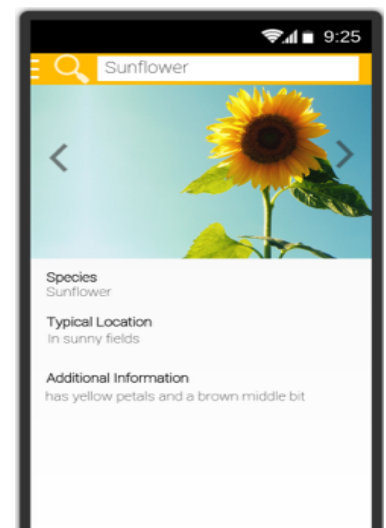 9:25
Sunflower
Species
Sunflower
Typical Location
In sunny fields
Additional Information
has yellow petals and a brown middle bit